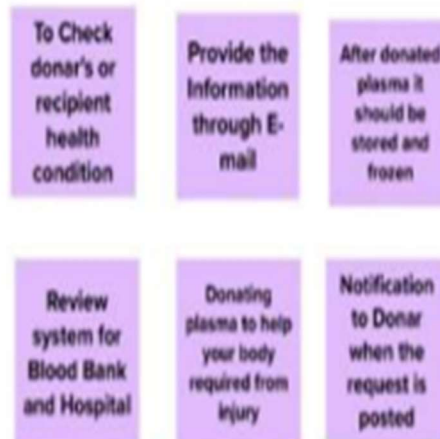 To Check
donar's or
recipient
health
condition
Provide the
Information
through E-
mail
After donated
plasma it
should be
stored and
frozen
Review
system for
Blood Bank
and Hospital
Donating
plasma to help
your body
required from
injury
Notification
to Donar
when the
request is
posted